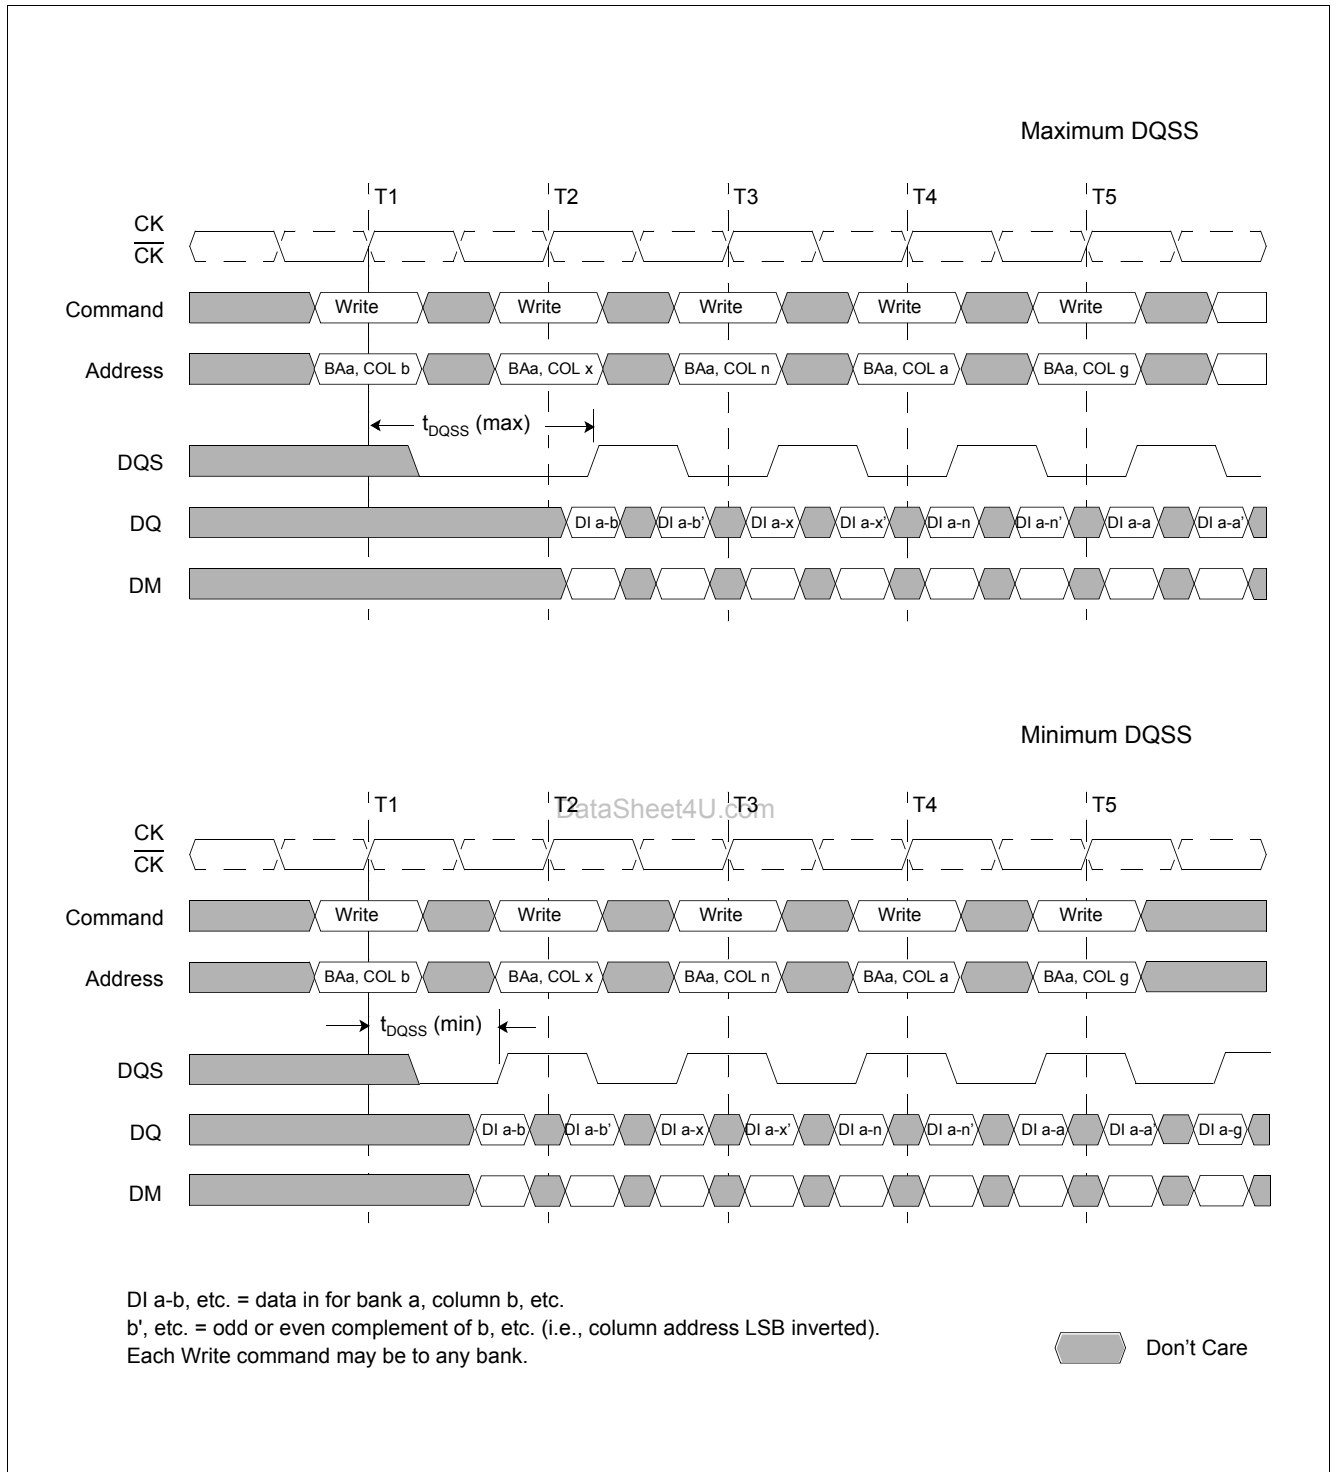 Maximum DQSS
T1 T2 T3 T4 T5
CK
CK
Command Write Write Write Write Write
Address BAa, COL b BAa, COL x BAa, COL n BAa, COL a BAa, COL g
tDQSS (max)
DQS
DQ DI a-b DI a-b' DI a-x DI a-x' DI a-n DI a-n' DI a-a DI a-a'
DM
Minimum DQSS
T1 T2 T3 T4 T5
DataSheet4U.com
CK
CK
Command Write Write Write Write Write
Address BAa, COL b BAa, COL x BAa, COL n BAa, COL a BAa, COL g
tDQSS (min)
DQS
DQ DI a-b DI a-b' DI a-x DI a-x' DI a-n DI a-n' DI a-a DI a-a' DI a-g
DM
DI a-b, etc. = data in for bank a, column b, etc.
b', etc. = odd or even complement of b, etc. (i.e., column address LSB inverted).
Each Write command may be to any bank.
Don't Care